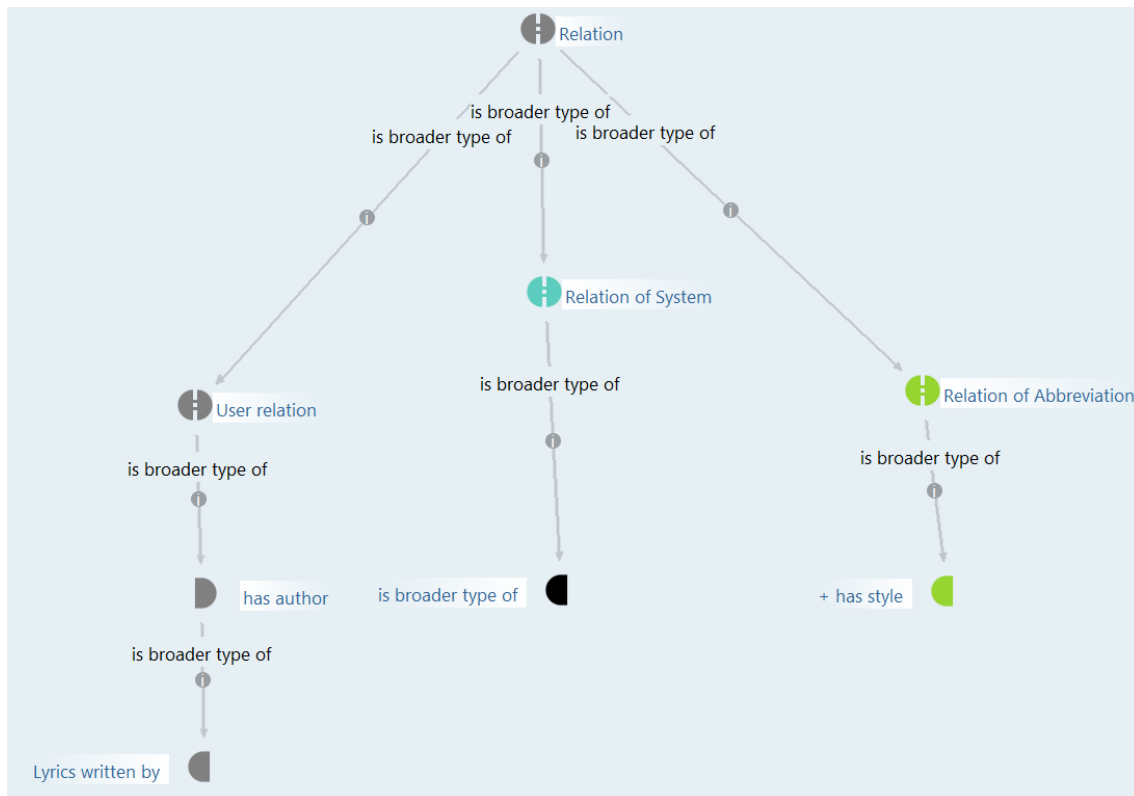 Relation
is broader type of
is broader type of
is broader type of
Relation of System
is broader type of
Relation of Abbreviation
User relation
is broader type of
is broader type of
has author
is broader type of
+ has style
is broader type of
Lyrics written by